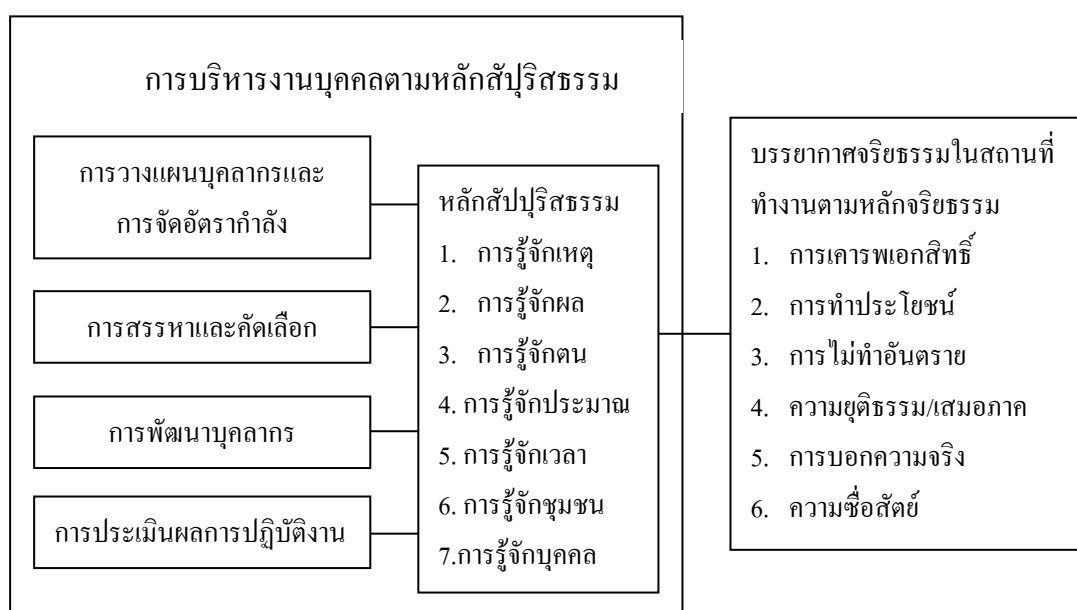 การบริหารงานบุคคลตามหลักสัปุริสธรรม
การวางแผนบุคลากรและ
การจัดอัตรากำลัง
การสรรหาและคัดเลือก
การพัฒนาบุคลากร
การประเมินผลการปฏิบัติงาน
หลักสัปปุริสธรรม
1. การรู้จักเหตุ
2. การรู้จักผล
3. การรู้จักตน
4. การรู้จักประมาณ
5. การรู้จักเวลา
6. การรู้จักชุมชน
7.การรู้จักบุคคล
บรรยากาศจริยธรรมในสถานที่
ทำงานตามหลักจริยธรรม
1. การเคารพเอกสิทธิ์
2. การทำประโยชน์
3. การไม่ทำอันตราย
4. ความยุติธรรม/เสมอภาค
5. การบอกความจริง
6. ความซื่อสัตย์